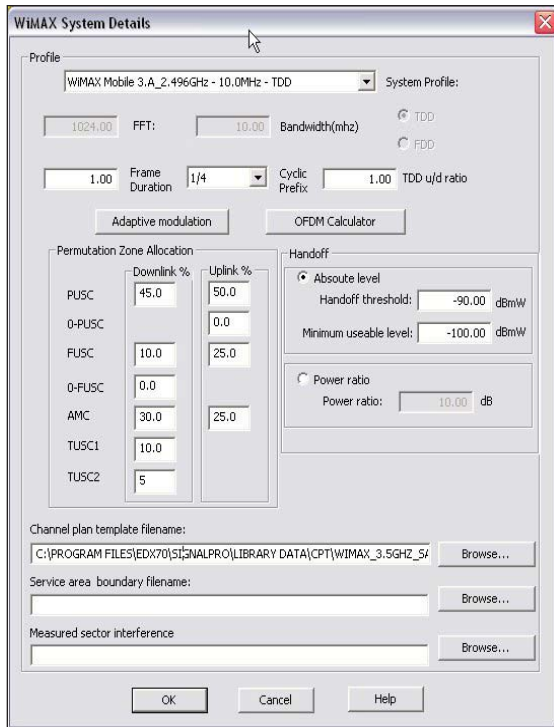 WiMAX System Details
Profile
WiMAX Mobile 3.A_2.496GHz - 10.0MHz - TDD System Profile:
1024.00 FFT: 10.00 Bandwidth(mhz) TDD
FDD
1.00 Frame Duration 1/4 Cyclic Prefix 1.00 TDD u/d ratio
Adaptive modulation OFDM Calculator
Permutation Zone Allocation
Downlink % Uplink %
PUSC 45.0 50.0
0-PUSC 0.0
FUSC 10.0 25.0
0-FUSC 0.0
AMC 30.0 25.0
TUSC1 10.0
TUSC2 5
Handoff
Absoute level
Handoff threshold: -90.00 dBmW
Minimum useable level: -100.00 dBmW
Power ratio
Power ratio: 10.00 dB
Channel plan template filename:
C:\PROGRAM FILES\EDX70\SIGNALPRO\LIBRARY DATA\CPT\WIMAX_3.5GHZ_5/ Browse...
Service area boundary filename:
Browse...
Measured sector interference
Browse...
OK Cancel Help